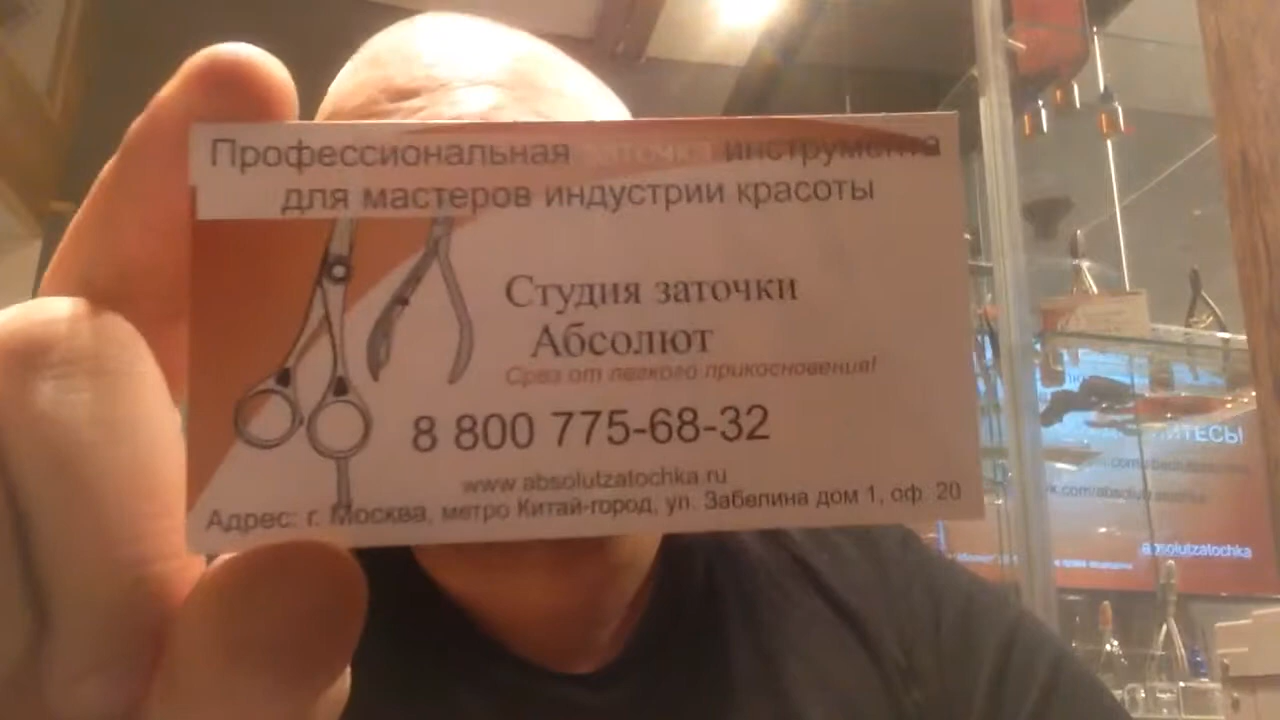 Профессиональная заточка инструмента
для мастеров индустрии красоты
Студия заточки
Абсолют
Срез от легкого прикосновения!
8 800 775-68-32
www.absolutzatochka.ru
Адрес: г. Москва, метро Китай-город, ул. Забелина дом 1, оф. 20
absolutzatochka